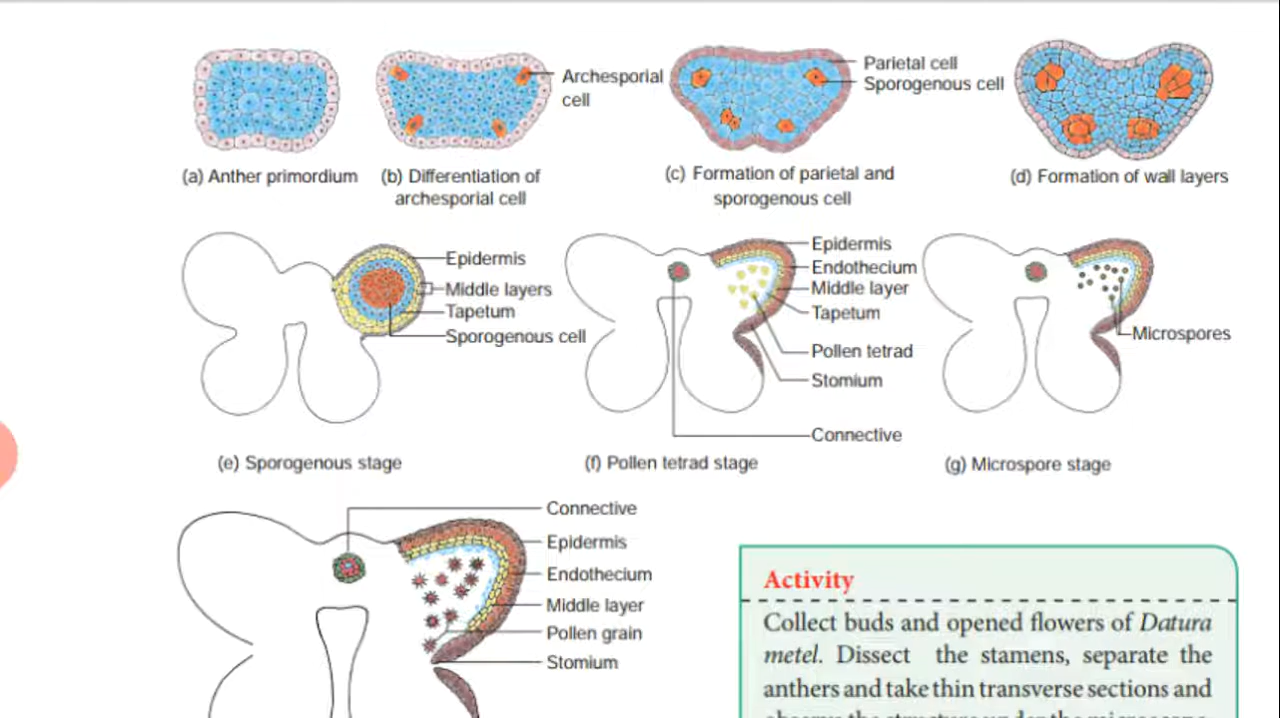 Archesporial
cell
Parietal cell
Sporogenous cell
(a) Anther primordium
(b) Differentiation of
archesporial cell
(c) Formation of parietal and
sporogenous cell
(d) Formation of wall layers
Epidermis
Middle layers
Tapetum
Sporogenous cell
Epidermis
Endothecium
Middle layer
Tapetum
Pollen tetrad
Stomium
Connective
Microspores
(e) Sporogenous stage
(f) Pollen tetrad stage
(g) Microspore stage
Connective
Epidermis
Endothecium
Middle layer
Pollen grain
Stomium
Activity
Collect buds and opened flowers of Datura
metel. Dissect the stamens, separate the
anthers and take thin transverse sections and